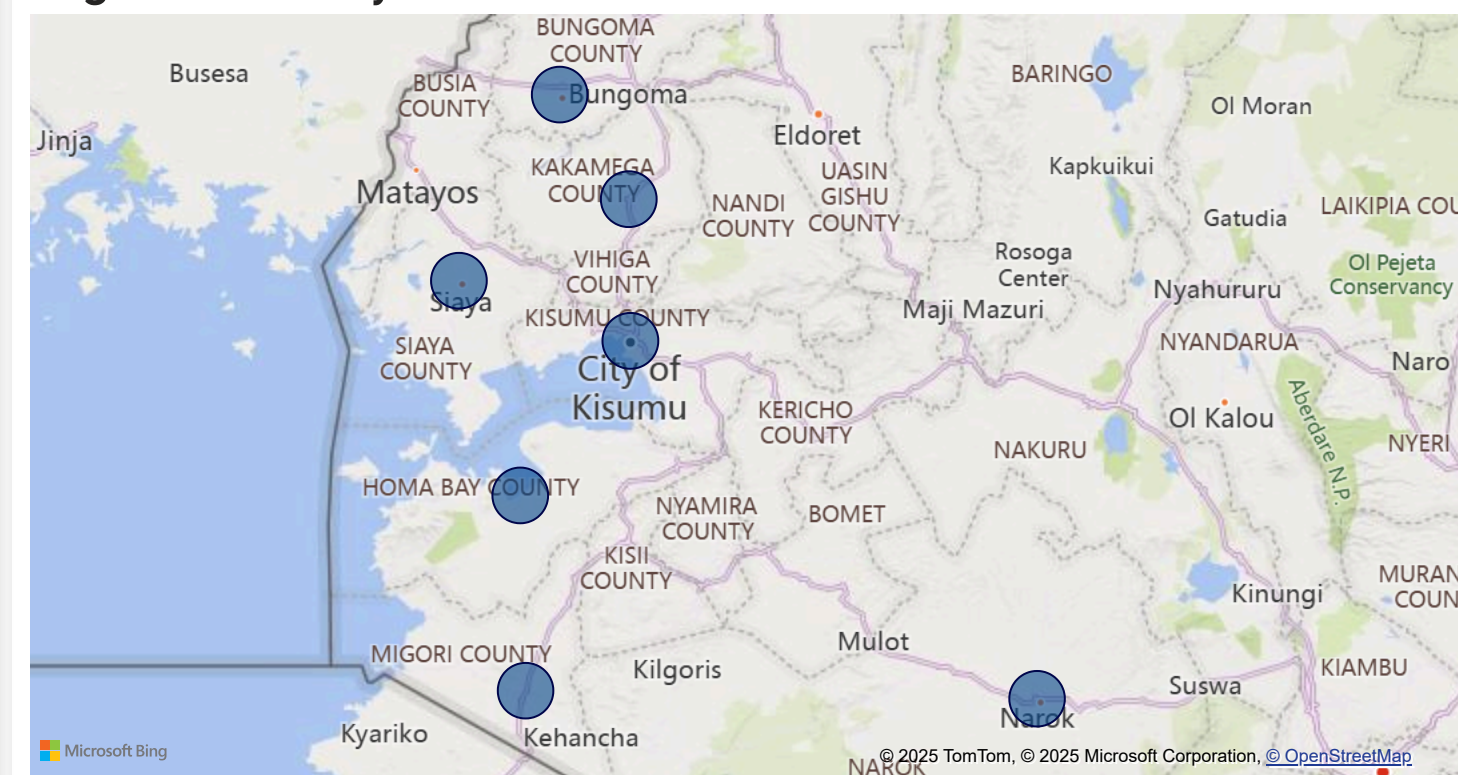 BUNGOMA
COUNTY
Busesa
BUSIA
COUNTY
BARINGO
Bungoma
Ol Moran
Jinja
Eldoret
Kapkuikui
KAKAMEGA
COUNTY
UASIN
GISHU
COUNTY
Matayos
NANDI
COUNTY
LAIKIPIA COU
Gatudia
Rosoga
Center
VIHIGA
COUNTY
Ol Pejeta
Conservancy
Nyahururu
Siaya
Maji Mazuri
KISUMU COUNTY
SIAYA
COUNTY
NYANDARUA
Naro
City of
Kisumu
KERICHO
COUNTY
Ol Kalou
Aberdare N.P.
NYERI
NAKURU
HOMA BAY COUNTY
NYAMIRA
COUNTY
BOMET
KISII
COUNTY
MURAN
COUN
Kinungi
Mulot
MIGORI COUNTY
Kilgoris
KIAMBU
Suswa
Narok
Kyariko
Kehancha
Microsoft Bing
© 2025 TomTom, © 2025 Microsoft Corporation, © OpenStreetMap
NAROK